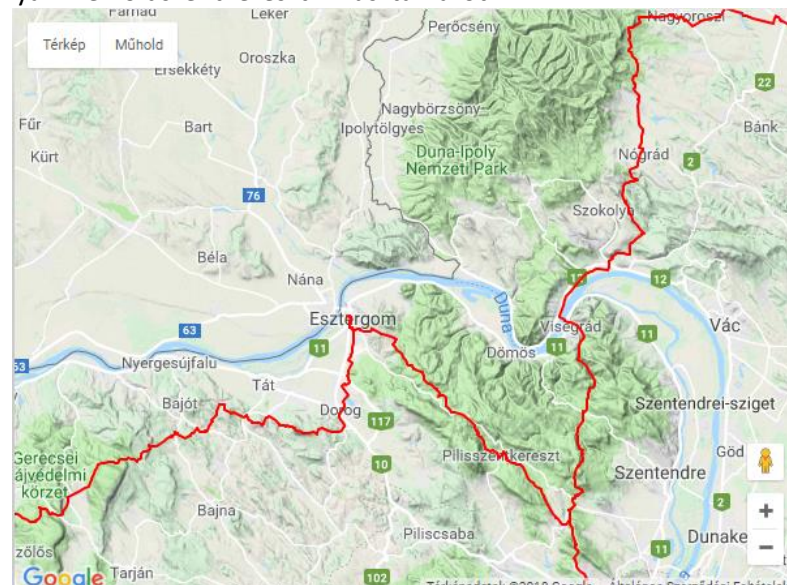 Farnad
Leker
Perőcsény
Nagyoroszi
Térkép Műhold
Oroszka
Érsekkéty
22
Nagybörzsöny
Fűr
Bart
Ipolytölgyes
Bánk
Kürt
Duna-Ipoly
Nemzeti Park
Nógrád
2
76
Szokolya
Béla
Nána
12
12
Duna
Esztergom
63
Visegrád
Vác
11
11
11
Dömös
63
Nyergesújfalu
Tát
Bajót
Dorog
Szentendrei-sziget
117
Gerecsei
Pilisszentkereszt
Göd
10
Szentendre
Bajna
2
Piliscsaba
11
Dunake
Tarján
102
Google